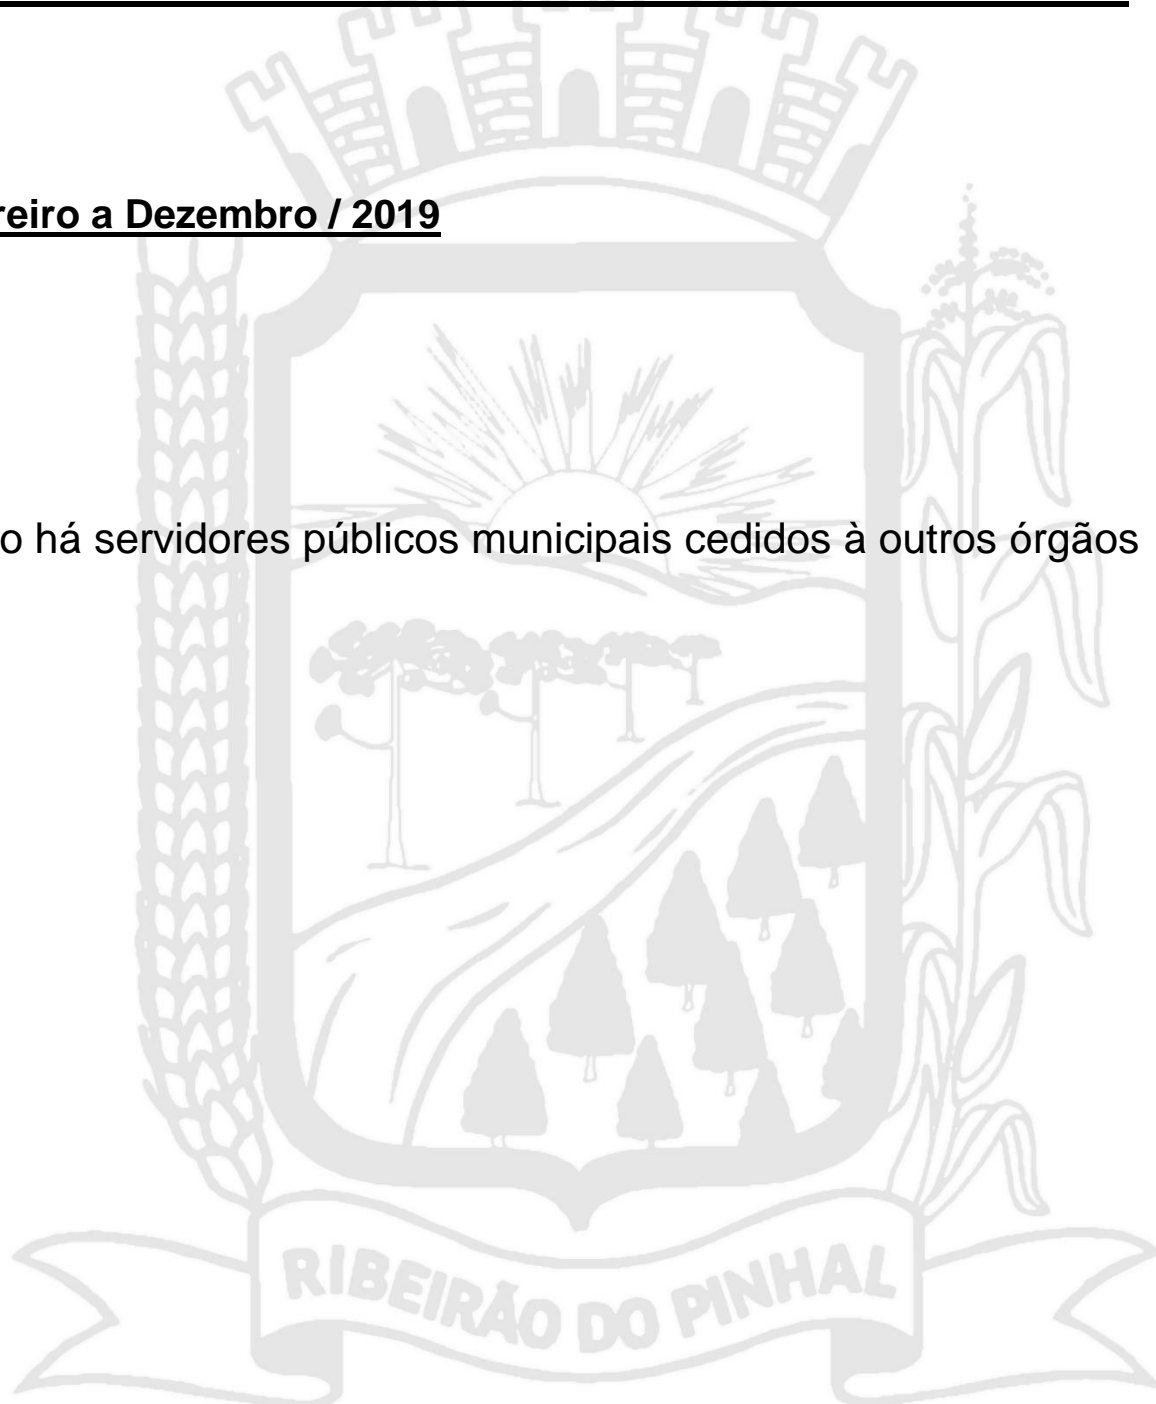 reiro a Dezembro / 2019
o há servidores públicos municipais cedidos à outros órgãos
RIBEIRÃO DO PINHAL